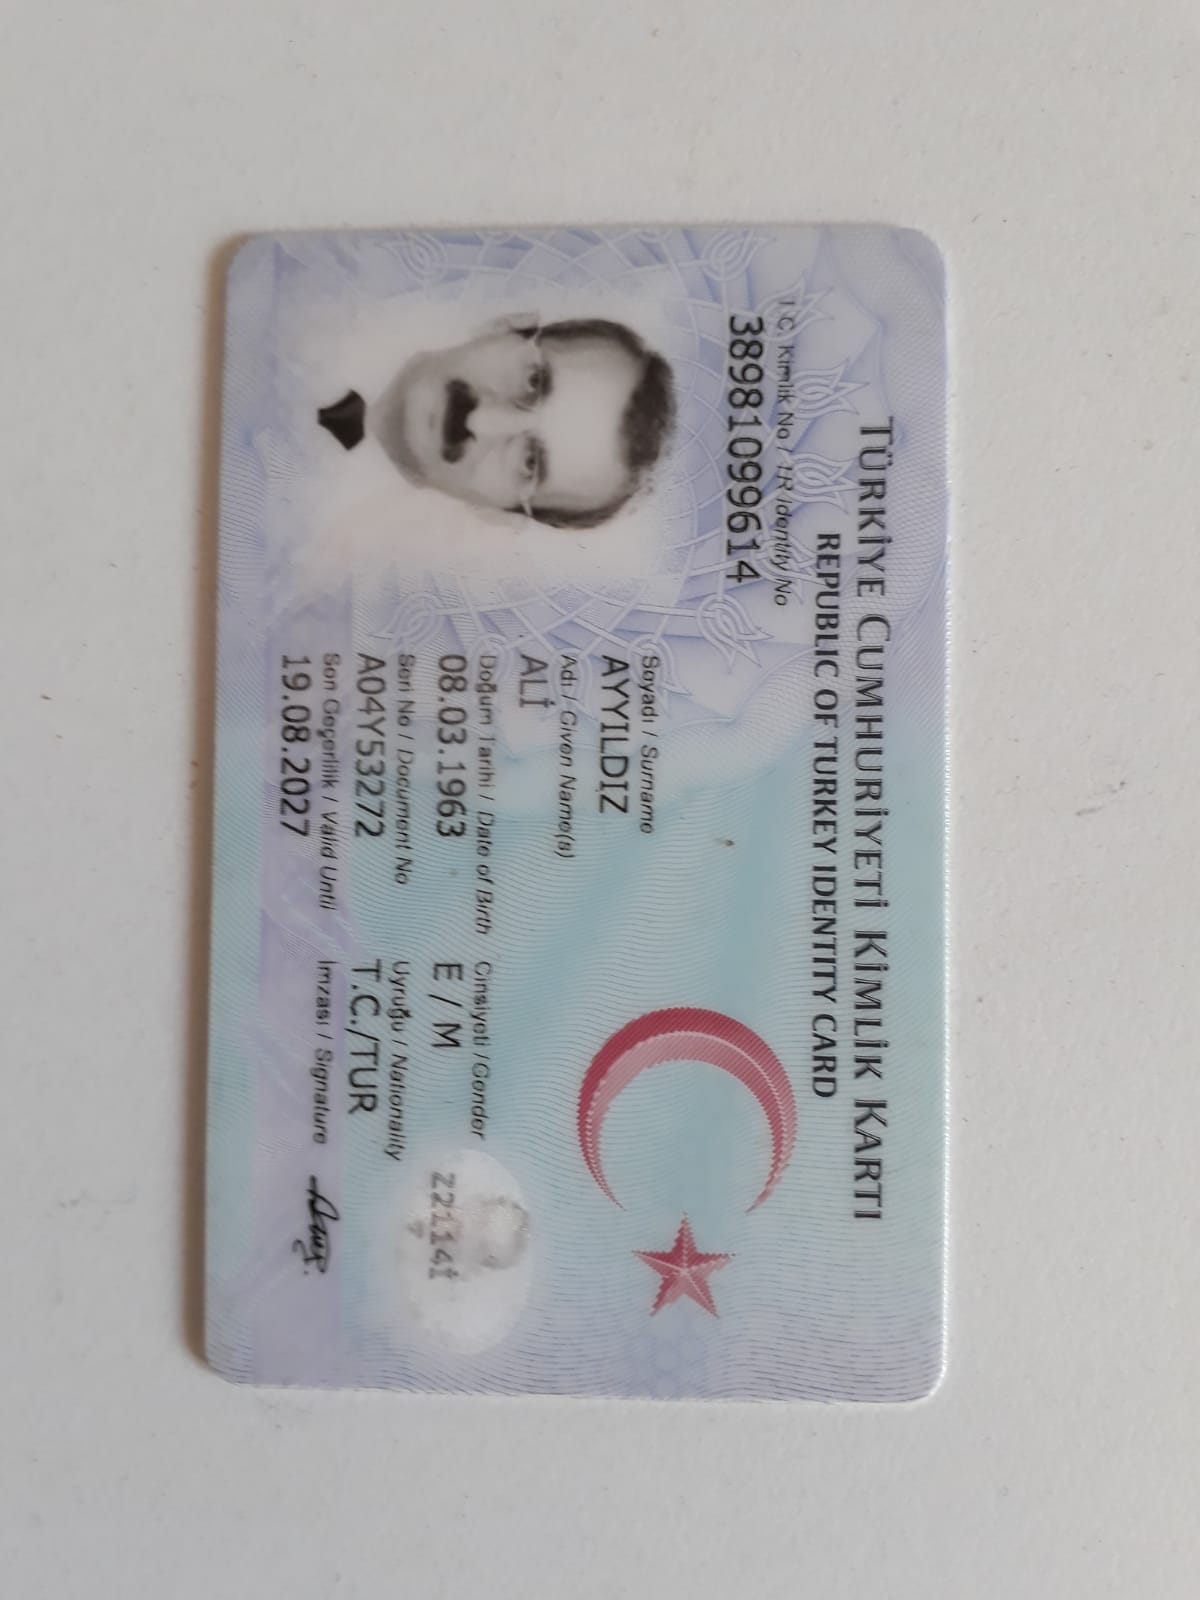 TÜRKİYE CUMHURİYETİ KİMLİK KARTI
REPUBLIC OF TURKEY IDENTITY CARD
T.C. Kimlik No / TR Identity No
38981099614
Soyadı / Surname
AYYILDIZ
Adı / Given Name(s)
ALİ
Doğum Tarihi / Date of Birth Cinsiyeti / Gender
08.03.1963 E / M
Z2114İ
Seri No / Document No Uyruğu / Nationality
A04Y53272 T.C./TUR
Son Geçerlilik / Valid Until İmzası / Signature
19.08.2027